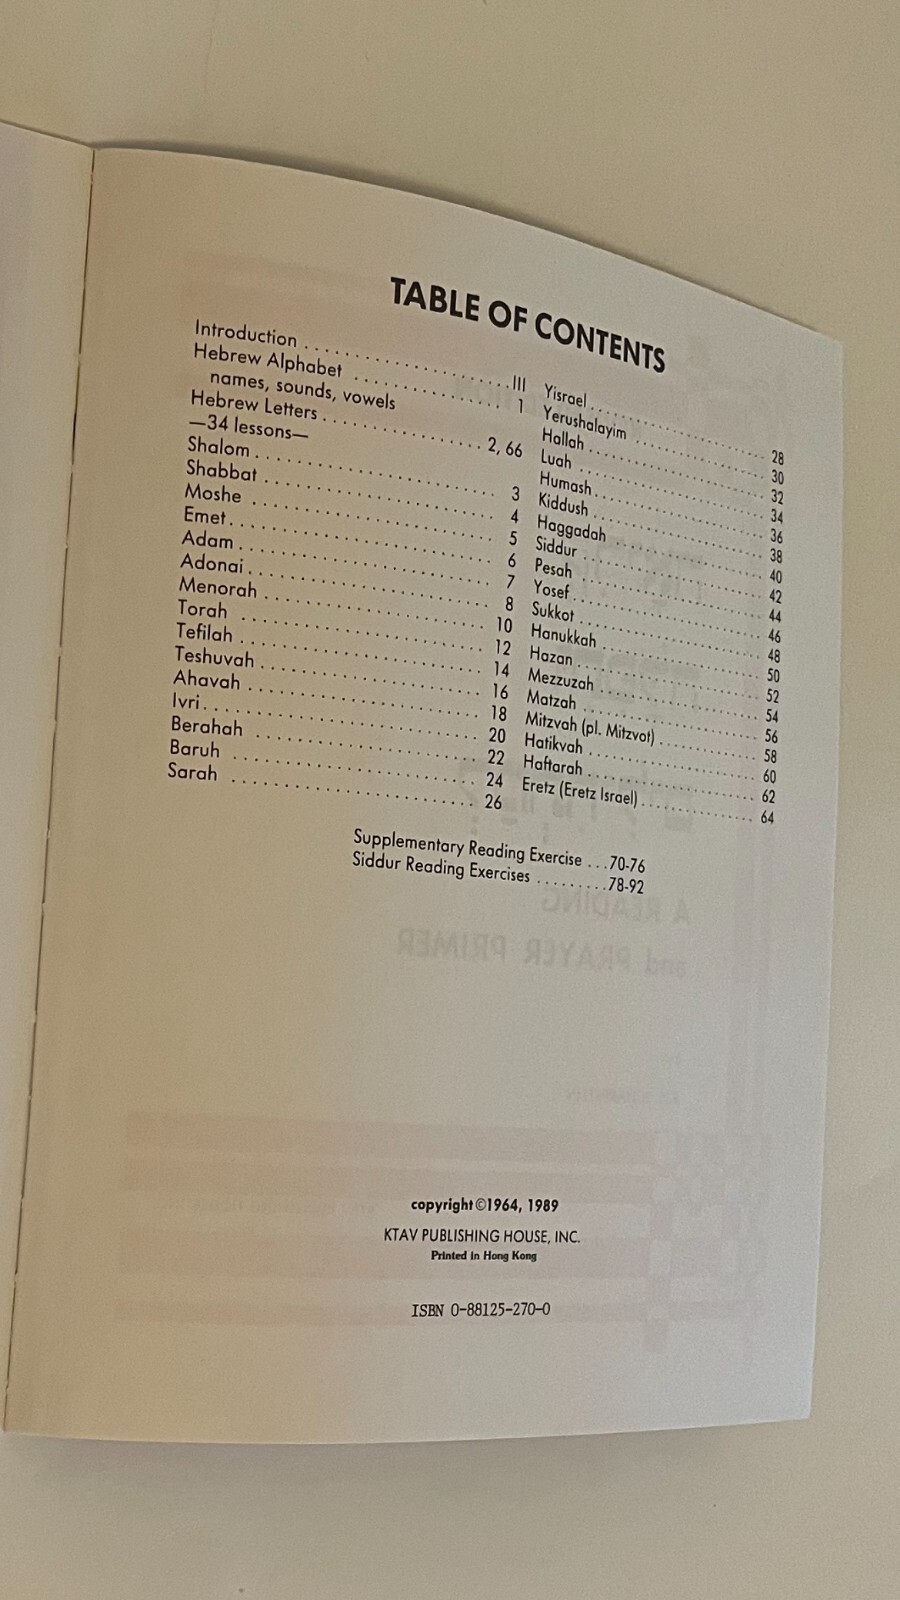 TABLE OF CONTENTS
Introduction ........................ III
Hebrew Alphabet .................. 1
names, sounds, vowels
Hebrew Letters ................ 2, 66
—34 lessons—
Shalom ........................ 3
Shabbat ........................ 4
Moshe ........................ 5
Emet ........................ 6
Adam ........................ 7
Adonai ........................ 8
Menorah ........................ 10
Torah ........................ 12
Tefilah ........................ 14
Teshuvah ........................ 16
Ahavah ........................ 18
Ivri ........................ 20
Berahah ........................ 22
Baruh ........................ 24
Sarah ........................ 26
Yisrael ........................ 28
Yerushalayim .................. 30
Hallah ........................ 32
Luah ........................ 34
Humash ........................ 36
Kiddush ........................ 38
Haggadah ........................ 40
Siddur ........................ 42
Pesah ........................ 44
Yosef ........................ 46
Sukkot ........................ 48
Hanukkah ........................ 50
Hazan ........................ 52
Mezzuzah ........................ 54
Matzah ........................ 56
Mitzvah (pl. Mitzvot) ............... 58
Hatikvah ........................ 60
Haftarah ........................ 62
Eretz (Eretz Israel) .................. 64
Supplementary Reading Exercise ...70-76
Siddur Reading Exercises .........78-92
A READING
and PRAYER PRIMER
copyright ©1964, 1989
KTAV PUBLISHING HOUSE, INC.
Printed in Hong Kong
ISBN 0-88125-270-0